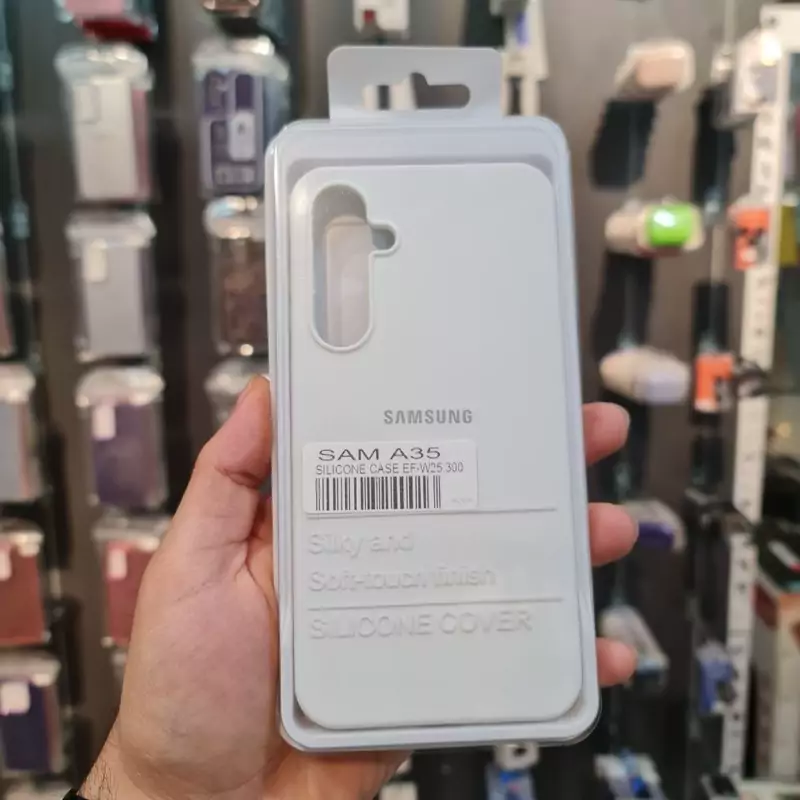 SAMSUNG
SAM A35
SILICONE CASE EF-W25 300
Silky and
Soft-touch finish
SILICONE COVER